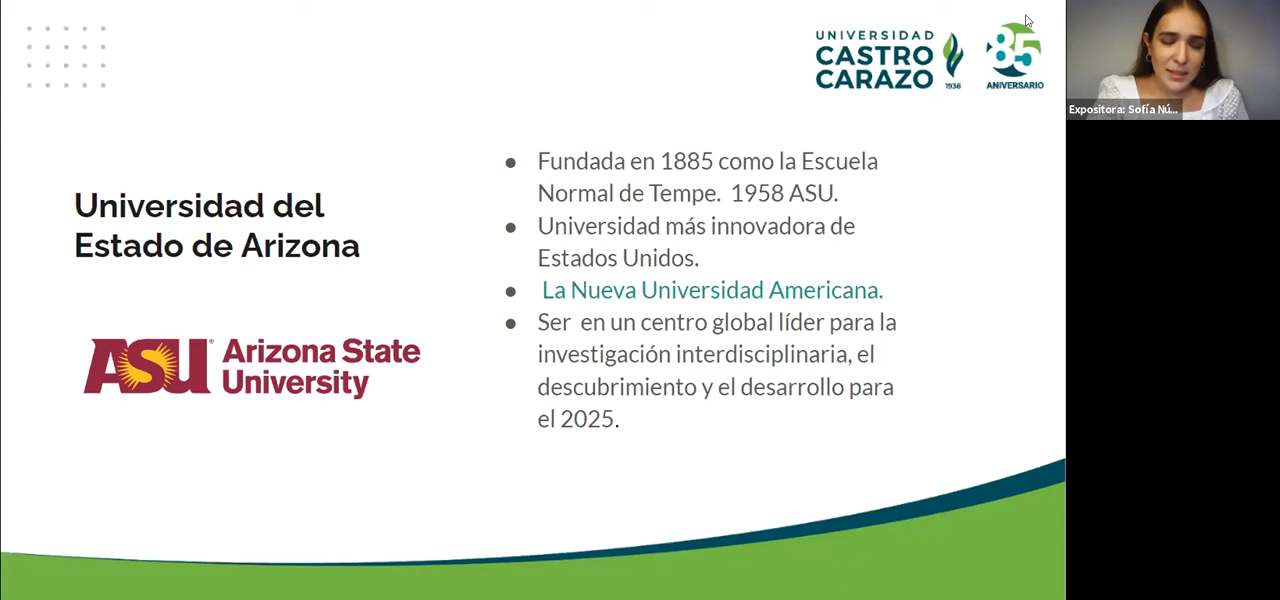 UNIVERSIDAD
CASTRO
CARAZO
1936
85
ANIVERSARIO
Expositora: Sofía Nú...
Universidad del
Estado de Arizona
ASU Arizona State
University
● Fundada en 1885 como la Escuela
Normal de Tempe.  1958 ASU.
● Universidad más innovadora de
Estados Unidos.
● La Nueva Universidad Americana.
● Ser  en un centro global líder para la
investigación interdisciplinaria, el
descubrimiento y el desarrollo para
el 2025.